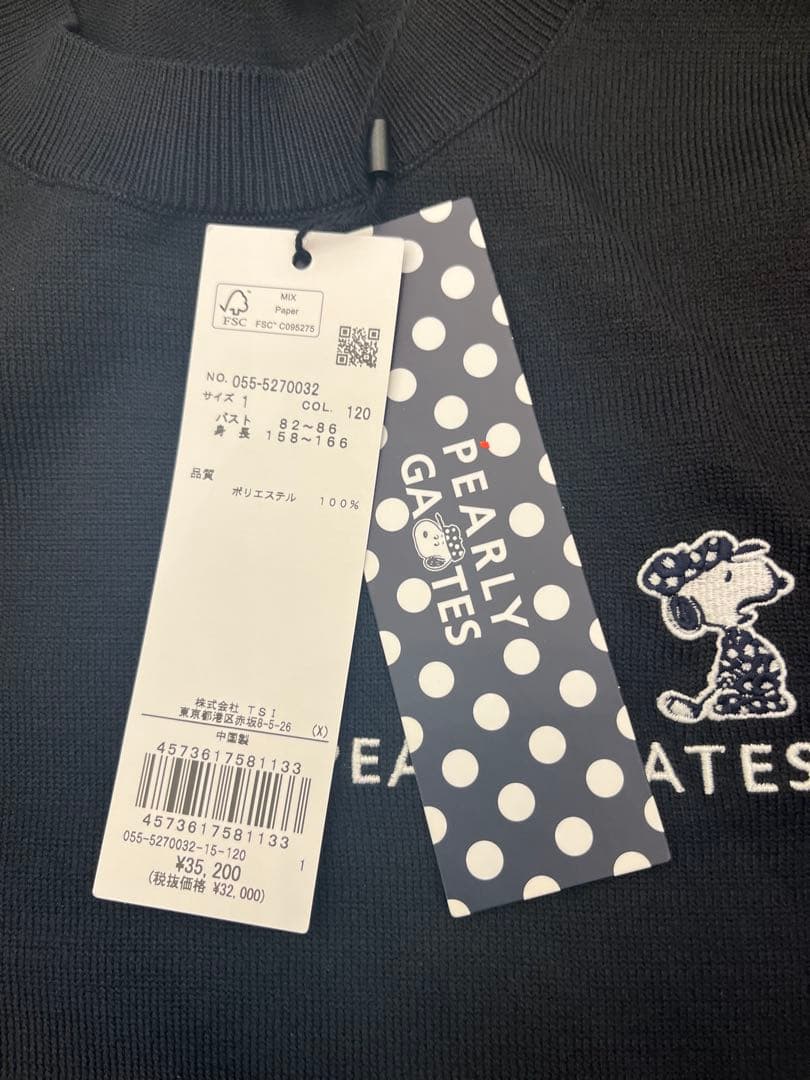 MIX
Paper
FSC™ C095275
FSC
NO. 055-5270032
サイズ 1 COL. 120
バスト 82～86
身長 158～166
品質
ポリエステル 100%
株式会社 TSI
東京都港区赤坂8-5-26 (X)
中国製
4573617581133
4573617581133
055-5270032-15-120
1
¥35,200
(税抜価格 ¥32,000)
PEARLY
GATES
PEA ATES